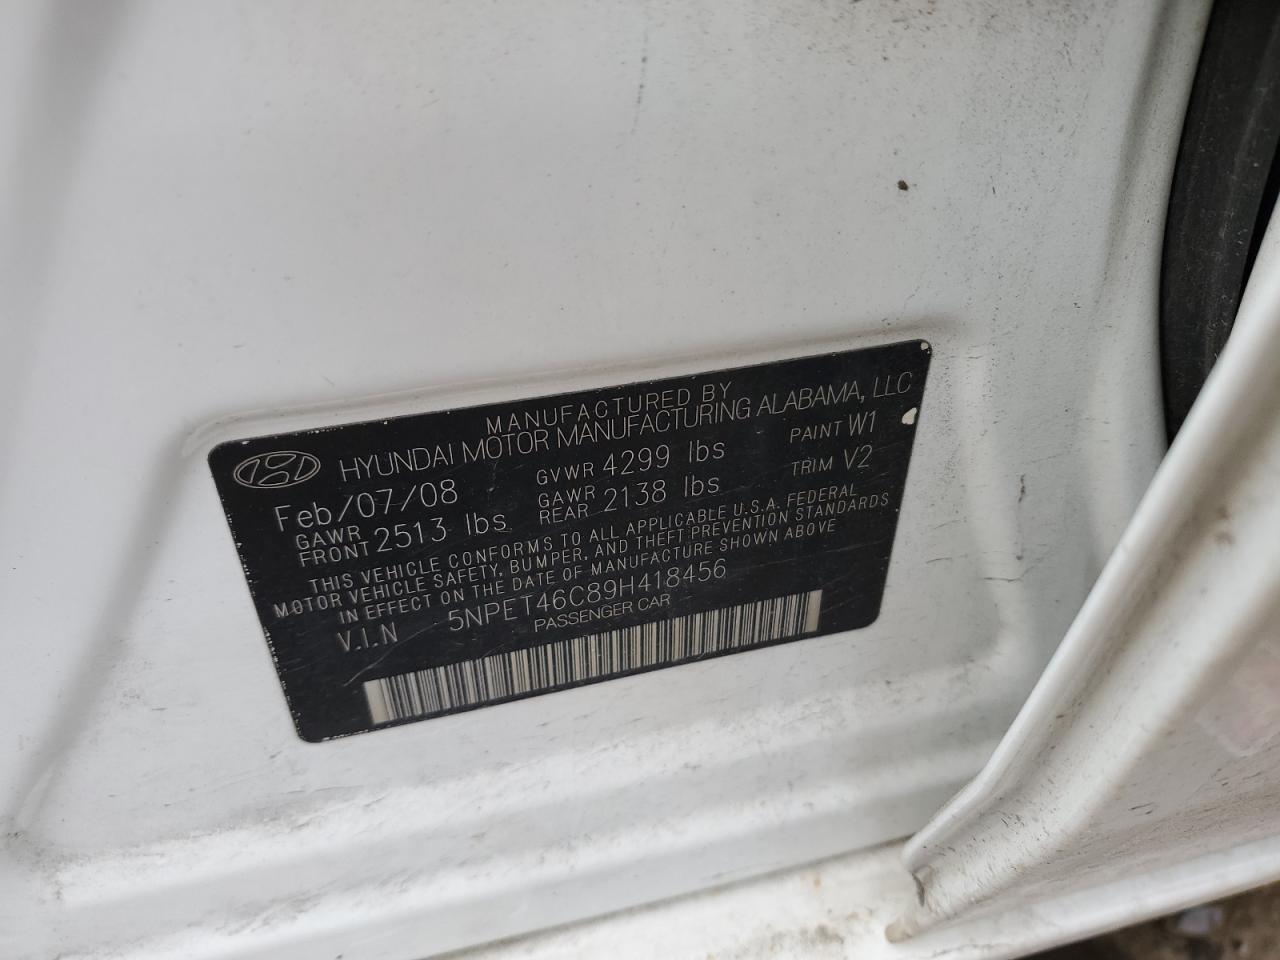 MANUFACTURED BY
HYUNDAI MOTOR MANUFACTURING ALABAMA, LLC
Feb/07/08 GVWR 4299 lbs PAINT W1
GAWR FRONT 2513 lbs GAWR REAR 2138 lbs TRIM V2
THIS VEHICLE CONFORMS TO ALL APPLICABLE U.S.A. FEDERAL
MOTOR VEHICLE SAFETY, BUMPER, AND THEFT PREVENTION STANDARDS
IN EFFECT ON THE DATE OF MANUFACTURE SHOWN ABOVE
V.I.N 5NPET46C89H418456
PASSENGER CAR